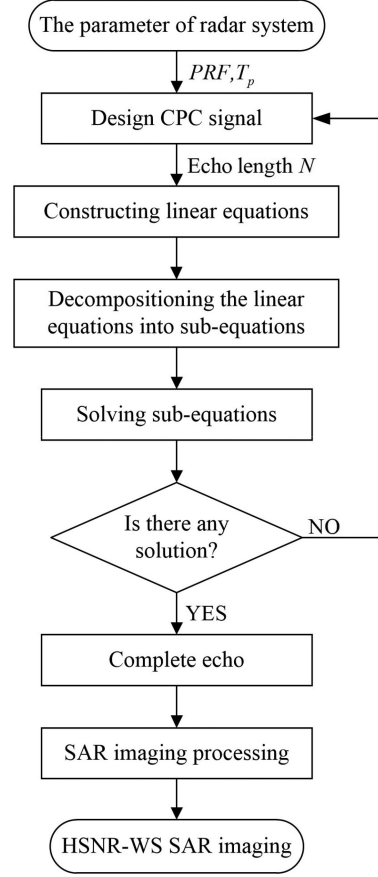 The parameter of radar system
PRF,Tp
Design CPC signal
Echo length N
Constructing linear equations
Decompositioning the linear
equations into sub-equations
Solving sub-equations
Is there any
solution?
NO
YES
Complete echo
SAR imaging processing
HSNR-WS SAR imaging